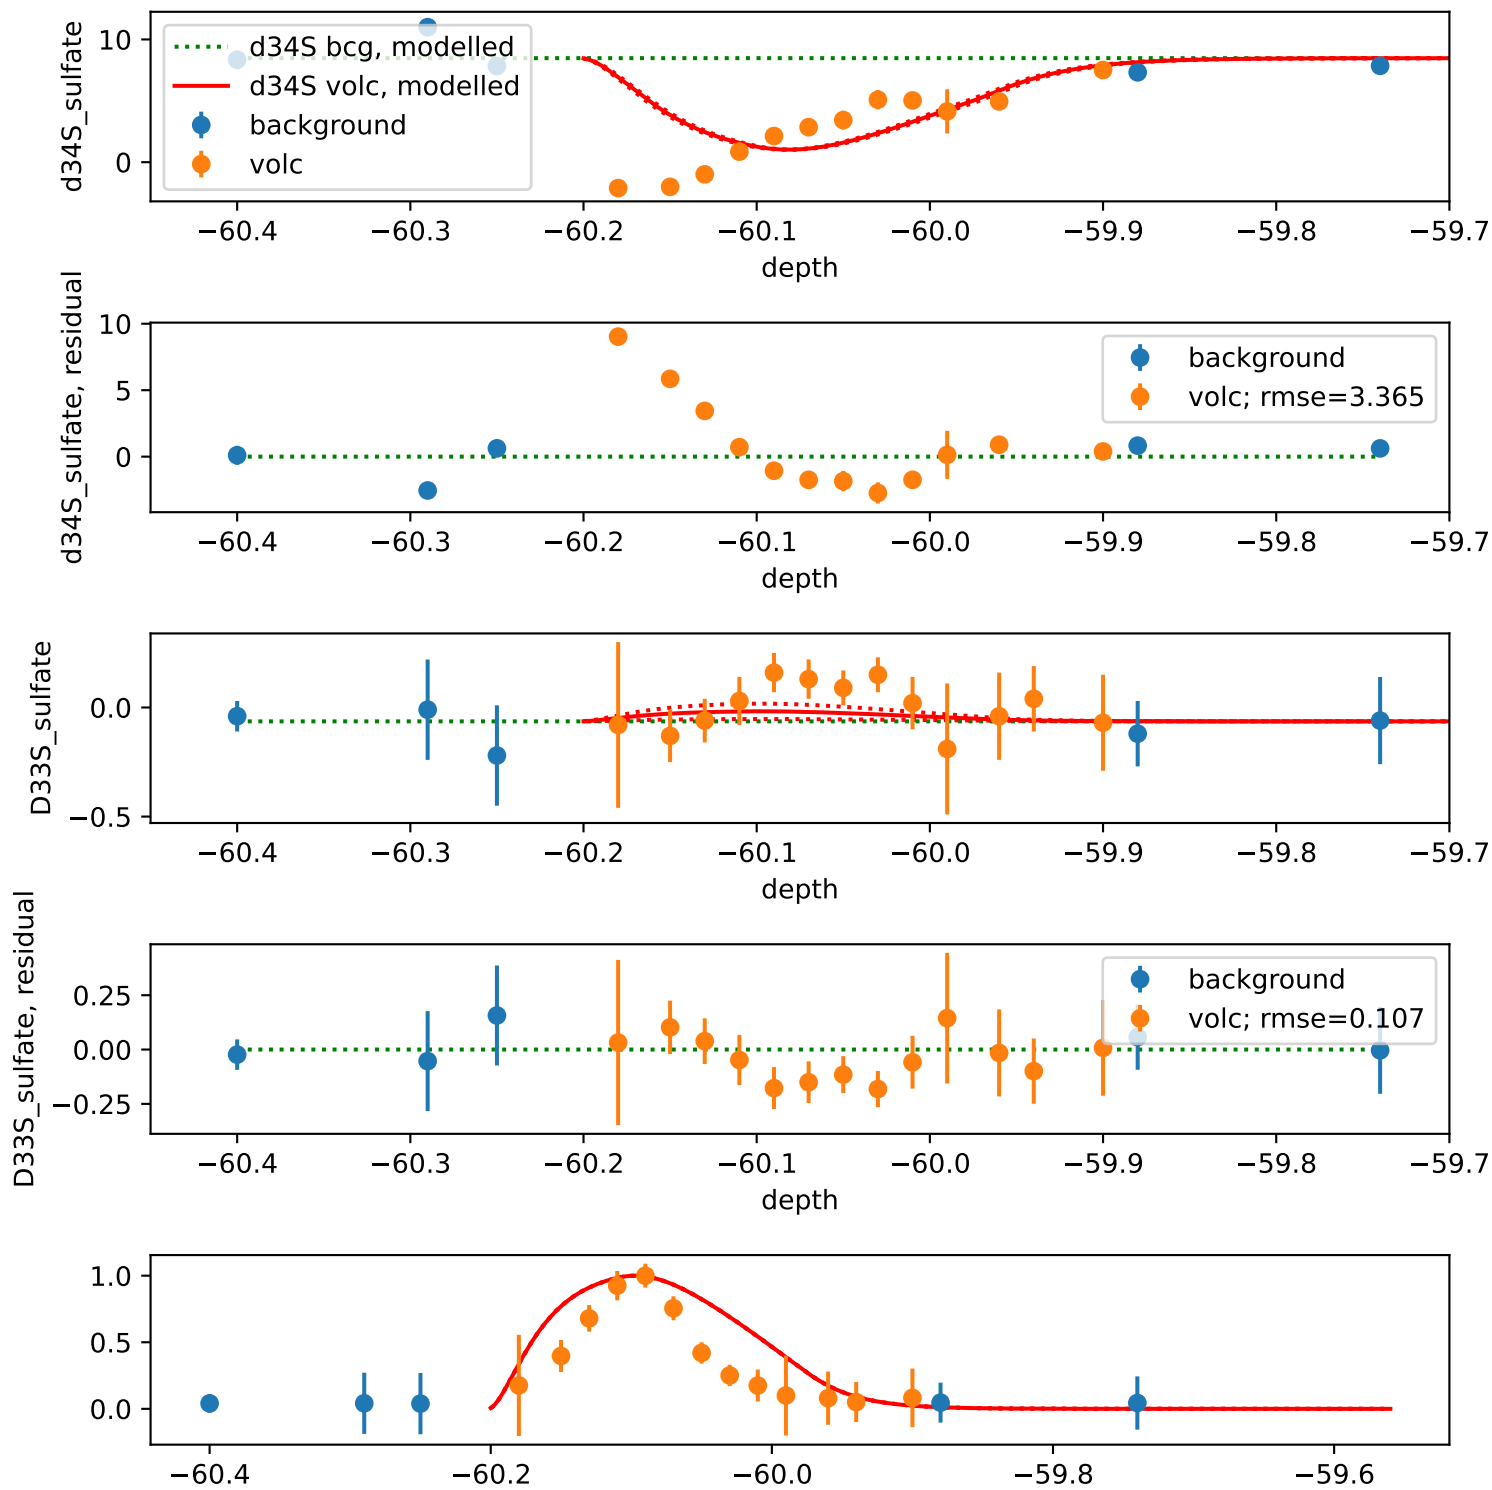 d34S_sulfate
10
0
d34S bcg, modelled
d34S volc, modelled
background
volc
−60.4 −60.3 −60.2 −60.1 −60.0 −59.9 −59.8 −59.7
depth
d34S_sulfate, residual
10
5
0
background
volc; rmse=3.365
−60.4 −60.3 −60.2 −60.1 −60.0 −59.9 −59.8 −59.7
depth
D33S_sulfate
0.0
−0.5
−60.4 −60.3 −60.2 −60.1 −60.0 −59.9 −59.8 −59.7
depth
D33S_sulfate, residual
0.25
0.00
−0.25
background
volc; rmse=0.107
−60.4 −60.3 −60.2 −60.1 −60.0 −59.9 −59.8 −59.7
depth
1.0
0.5
0.0
−60.4 −60.2 −60.0 −59.8 −59.6